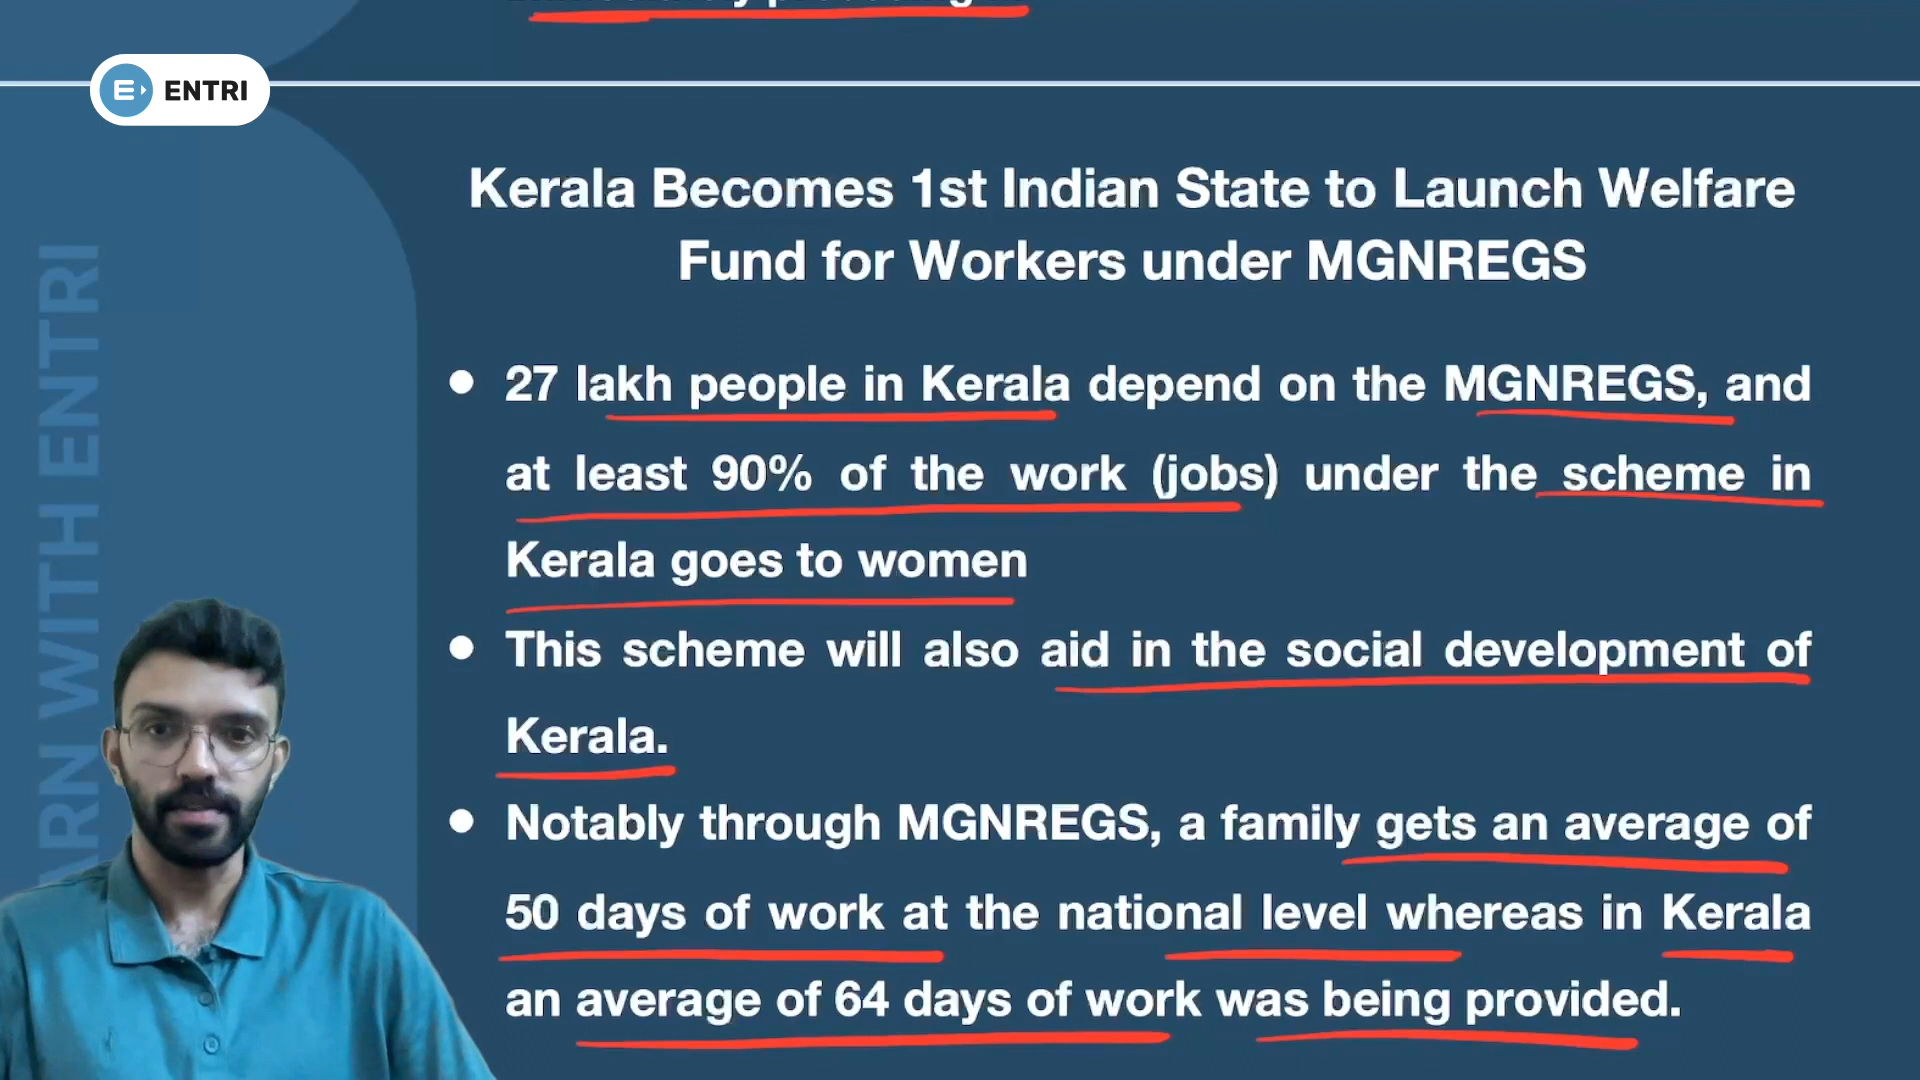 ENTRI
Kerala Becomes 1st Indian State to Launch Welfare
Fund for Workers under MGNREGS
● 27 lakh people in Kerala depend on the MGNREGS, and
at least 90% of the work (jobs) under the scheme in
Kerala goes to women
● This scheme will also aid in the social development of
Kerala.
● Notably through MGNREGS, a family gets an average of
50 days of work at the national level whereas in Kerala
an average of 64 days of work was being provided.
WITH ENTRI